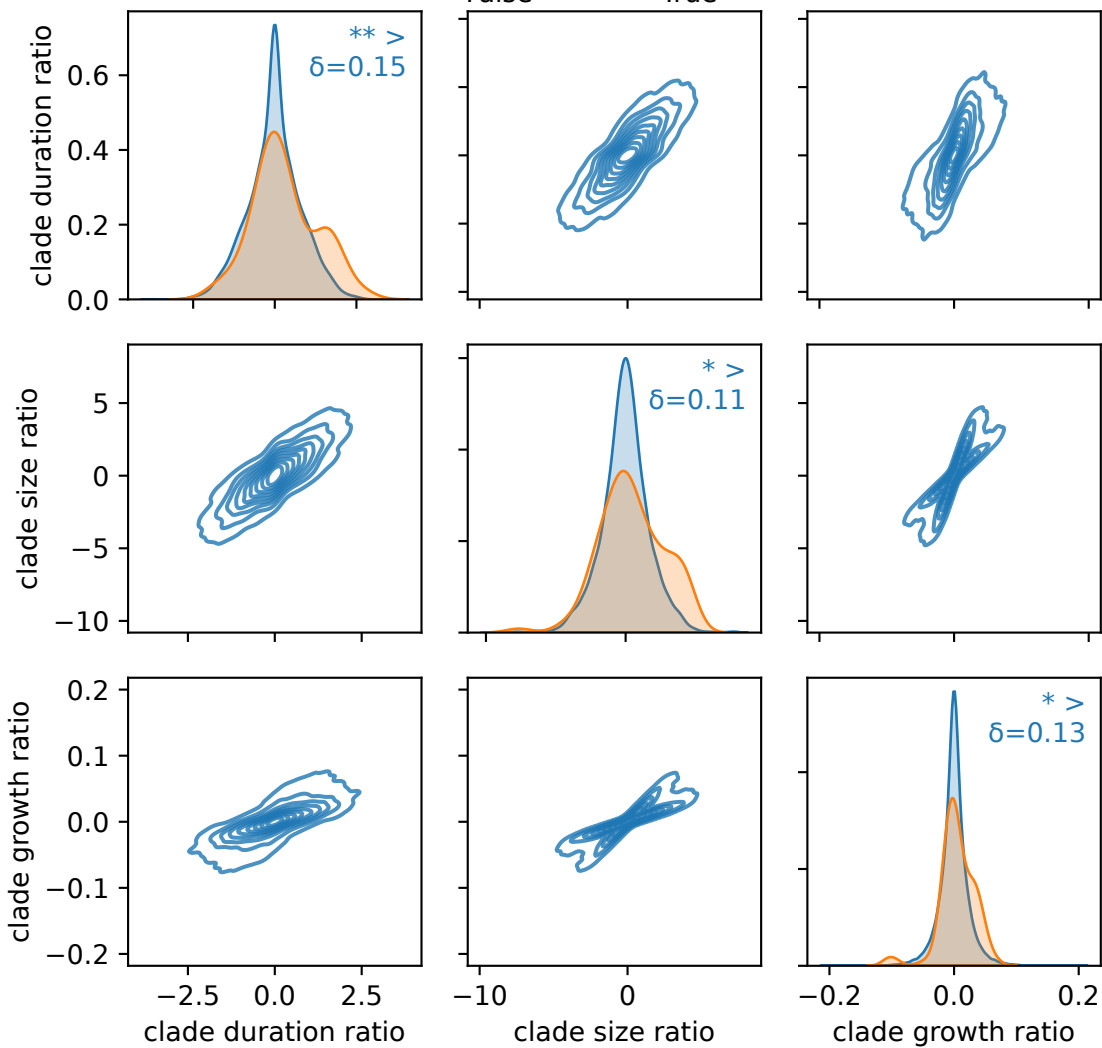 clade duration ratio
0.6
0.4
0.2
0.0
** >
δ=0.15
clade size ratio
5
0
−5
−10
* >
δ=0.11
clade growth ratio
0.2
0.1
0.0
−0.1
−0.2
* >
δ=0.13
−2.5 0.0 2.5
−10 0
−0.2 0.0 0.2
clade duration ratio
clade size ratio
clade growth ratio